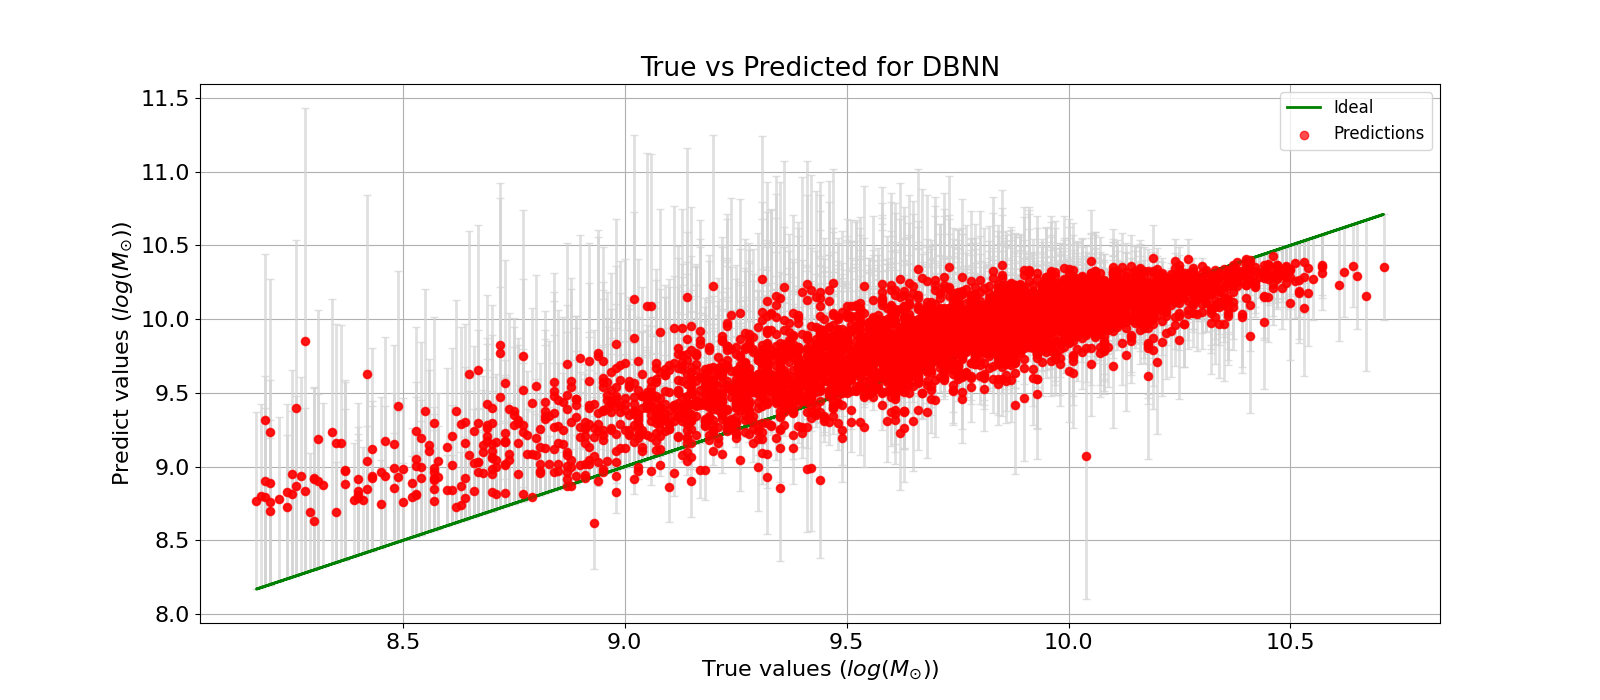 True vs Predicted for DBNN
Ideal
Predictions
11.5
11.0
10.5
10.0
9.5
9.0
8.5
8.0
Predict values (log(M⊙))
8.5 9.0 9.5 10.0 10.5
True values (log(M⊙))